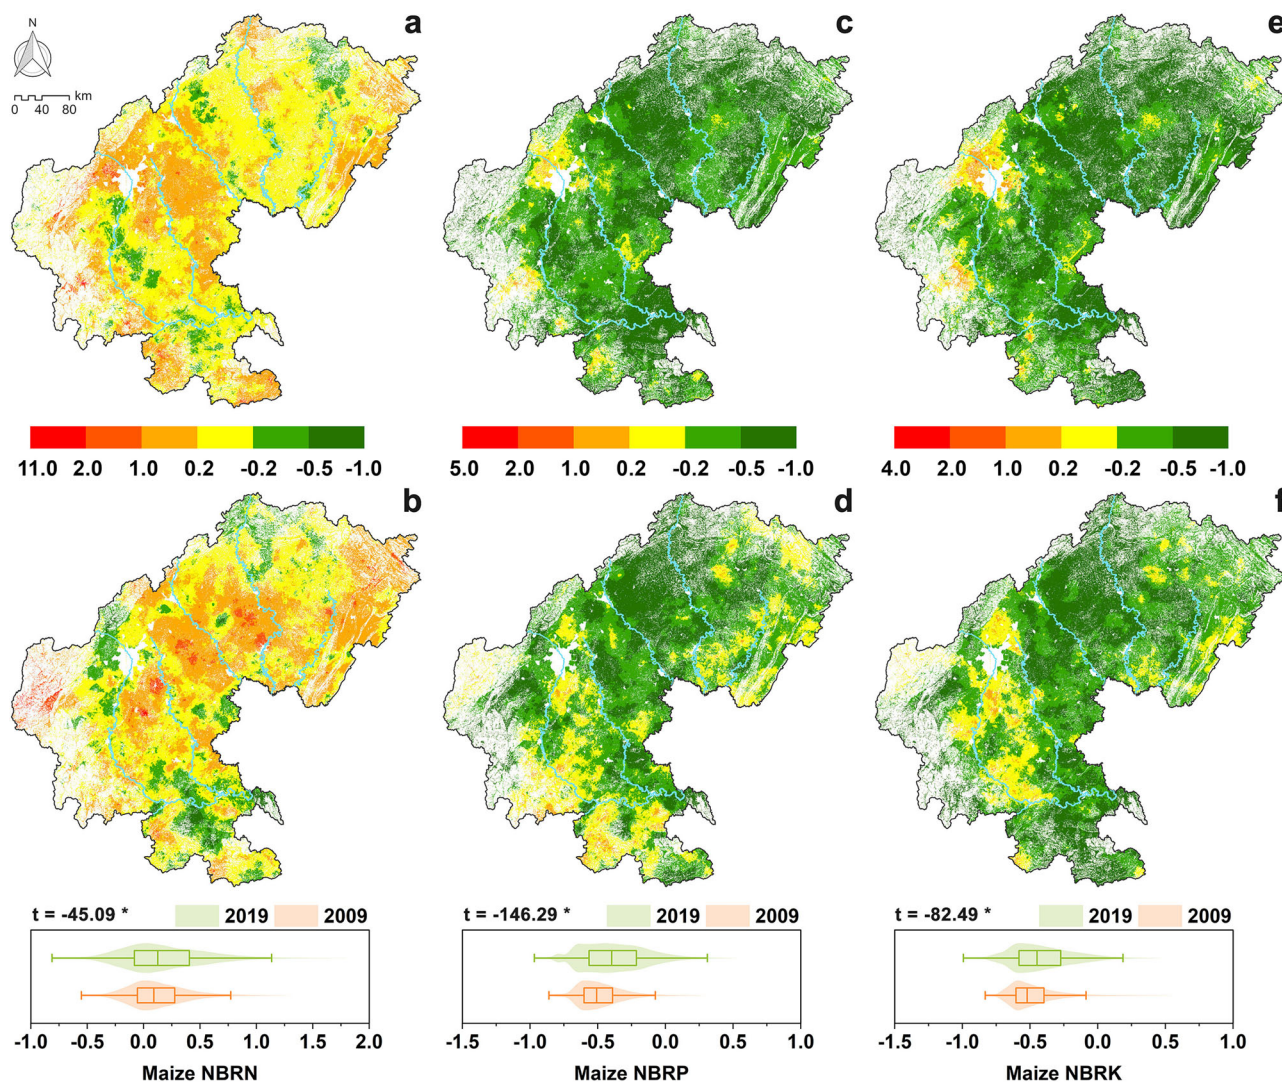 a
c
e
N
km
0 40 80
11.0 2.0 1.0 0.2 -0.2 -0.5 -1.0
5.0 2.0 1.0 0.2 -0.2 -0.5 -1.0
4.0 2.0 1.0 0.2 -0.2 -0.5 -1.0
b
d
f
t = -45.09 * 2019 2009
t = -146.29 * 2019 2009
t = -82.49 * 2019 2009
-1.0 -0.5 0.0 0.5 1.0 1.5 2.0
-1.5 -1.0 -0.5 0.0 0.5 1.0
-1.5 -1.0 -0.5 0.0 0.5 1.0
Maize NBRN
Maize NBRP
Maize NBRK